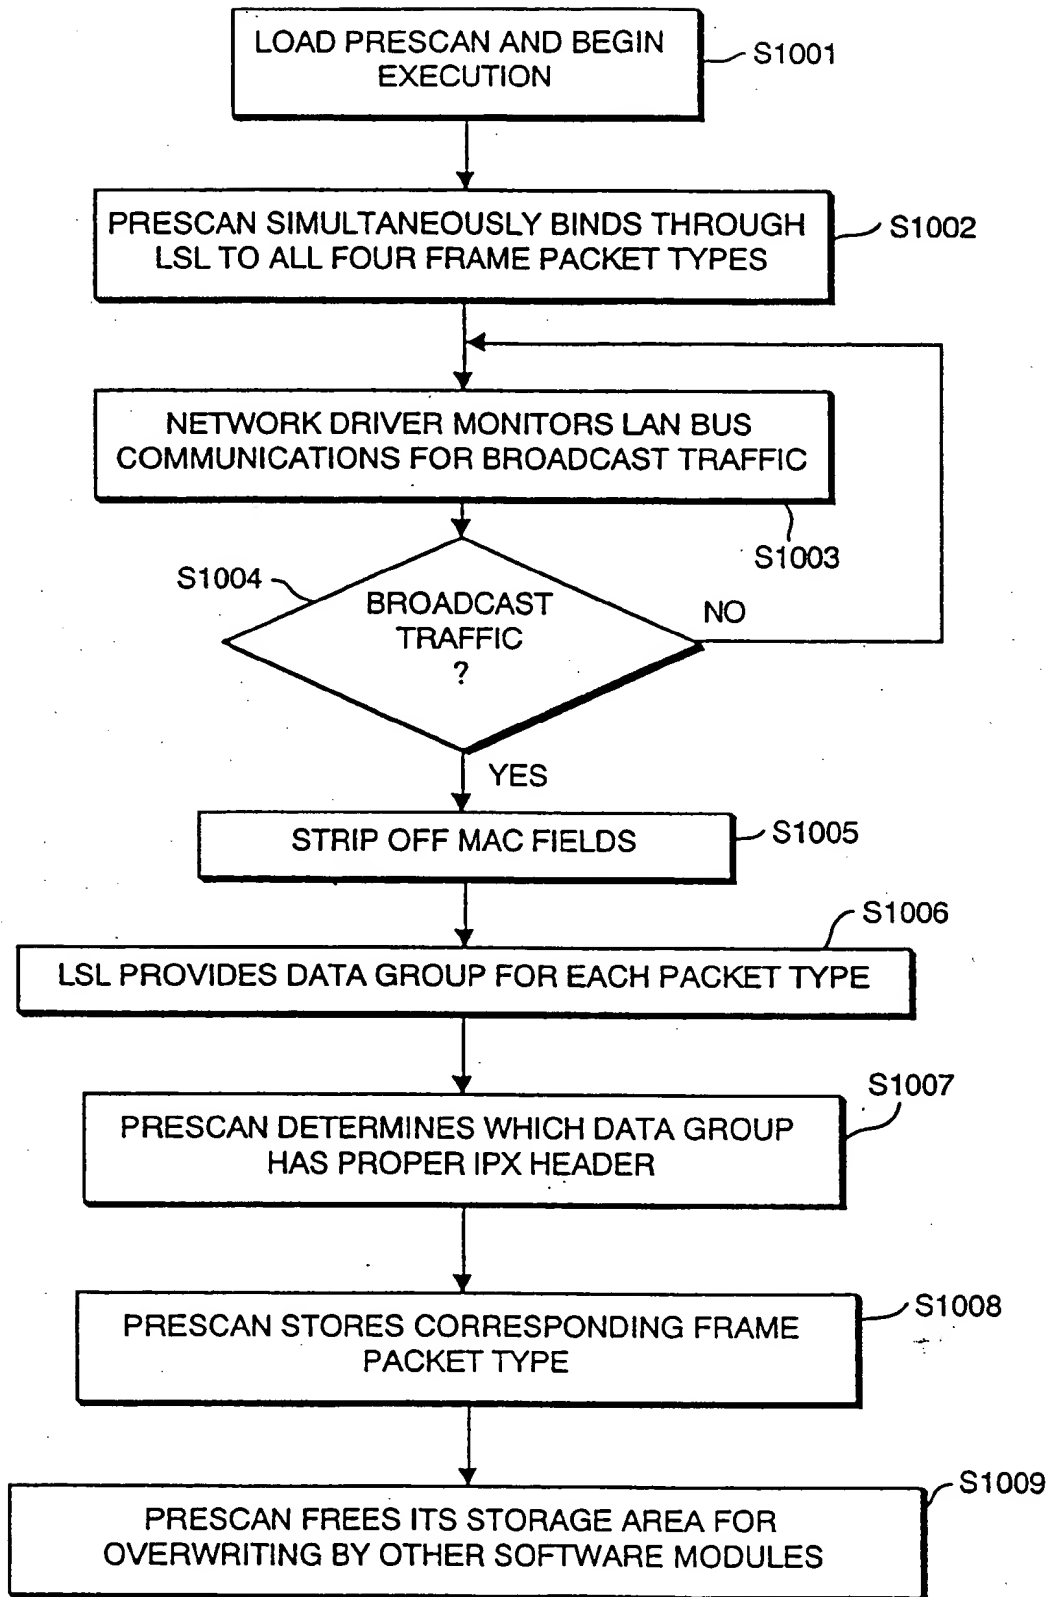 LOAD PRESCAN AND BEGIN
EXECUTION
S1001
PRESCAN SIMULTANEOUSLY BINDS THROUGH
LSL TO ALL FOUR FRAME PACKET TYPES
S1002
NETWORK DRIVER MONITORS LAN BUS
COMMUNICATIONS FOR BROADCAST TRAFFIC
S1003
S1004
BROADCAST
TRAFFIC
?
NO
YES
STRIP OFF MAC FIELDS
S1005
S1006
LSL PROVIDES DATA GROUP FOR EACH PACKET TYPE
S1007
PRESCAN DETERMINES WHICH DATA GROUP
HAS PROPER IPX HEADER
S1008
PRESCAN STORES CORRESPONDING FRAME
PACKET TYPE
S1009
PRESCAN FREES ITS STORAGE AREA FOR
OVERWRITING BY OTHER SOFTWARE MODULES